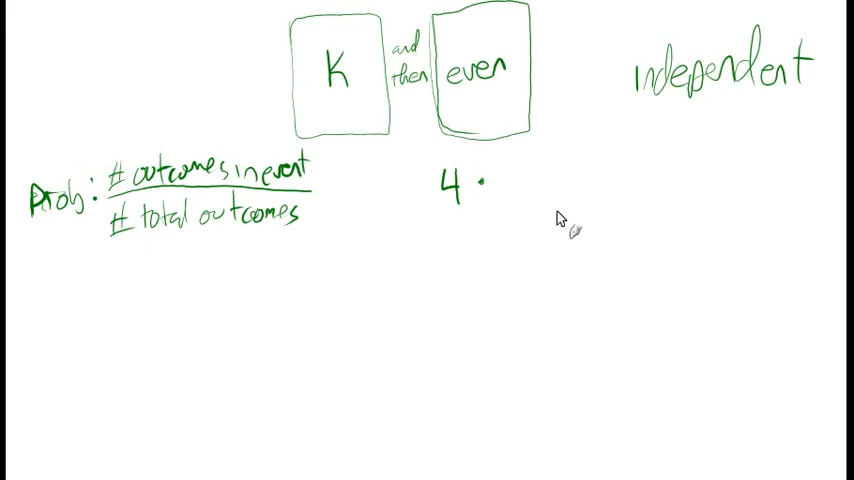 K
and
then
even
independent
Prob: # outcomes in event
# total outcomes
4 ·